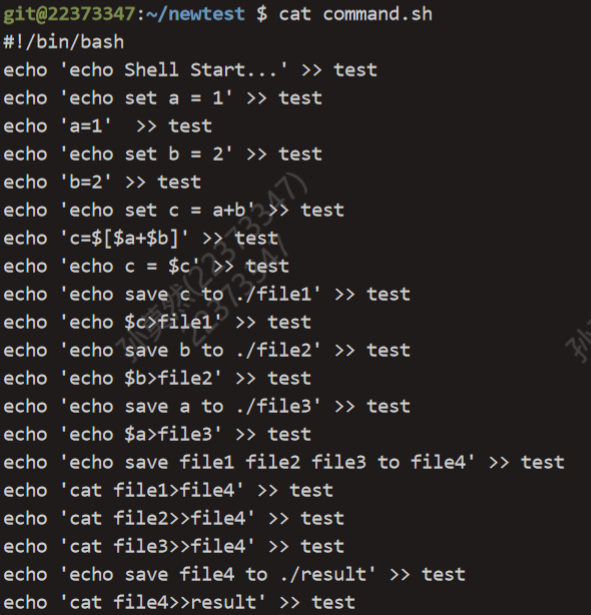 git@22373347:~/newtest $ cat command.sh
#!/bin/bash
echo 'echo Shell Start...' >> test
echo 'echo set a = 1' >> test
echo 'a=1'  >> test
echo 'echo set b = 2' >> test
echo 'b=2' >> test
echo 'echo set c = a+b' >> test
echo 'c=$[$a+$b]' >> test
echo 'echo c = $c' >> test
echo 'echo save c to ./file1' >> test
echo 'echo $c>file1' >> test
echo 'echo save b to ./file2' >> test
echo 'echo $b>file2' >> test
echo 'echo save a to ./file3' >> test
echo 'echo $a>file3' >> test
echo 'echo save file1 file2 file3 to file4' >> test
echo 'cat file1>file4' >> test
echo 'cat file2>>file4' >> test
echo 'cat file3>>file4' >> test
echo 'echo save file4 to ./result' >> test
echo 'cat file4>>result' >> test
(22373347)
22373347
孙